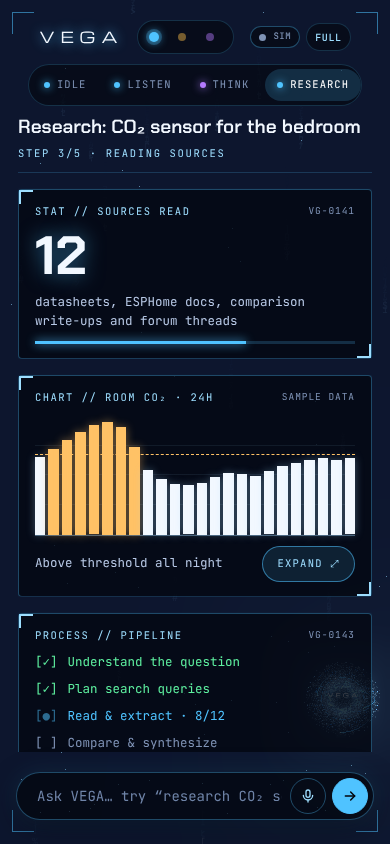 VEGA
SIM
FULL
IDLE
LISTEN
THINK
RESEARCH
Research: CO₂ sensor for the bedroom
STEP 3/5 · READING SOURCES
STAT // SOURCES READ
VG-0141
12
datasheets, ESPHome docs, comparison
write-ups and forum threads
CHART // ROOM CO₂ · 24H
SAMPLE DATA
Above threshold all night
EXPAND ⤢
PROCESS // PIPELINE
VG-0143
[✓] Understand the question
[✓] Plan search queries
[●] Read & extract · 8/12
[ ] Compare & synthesize
Ask VEGA… try “research CO₂ s